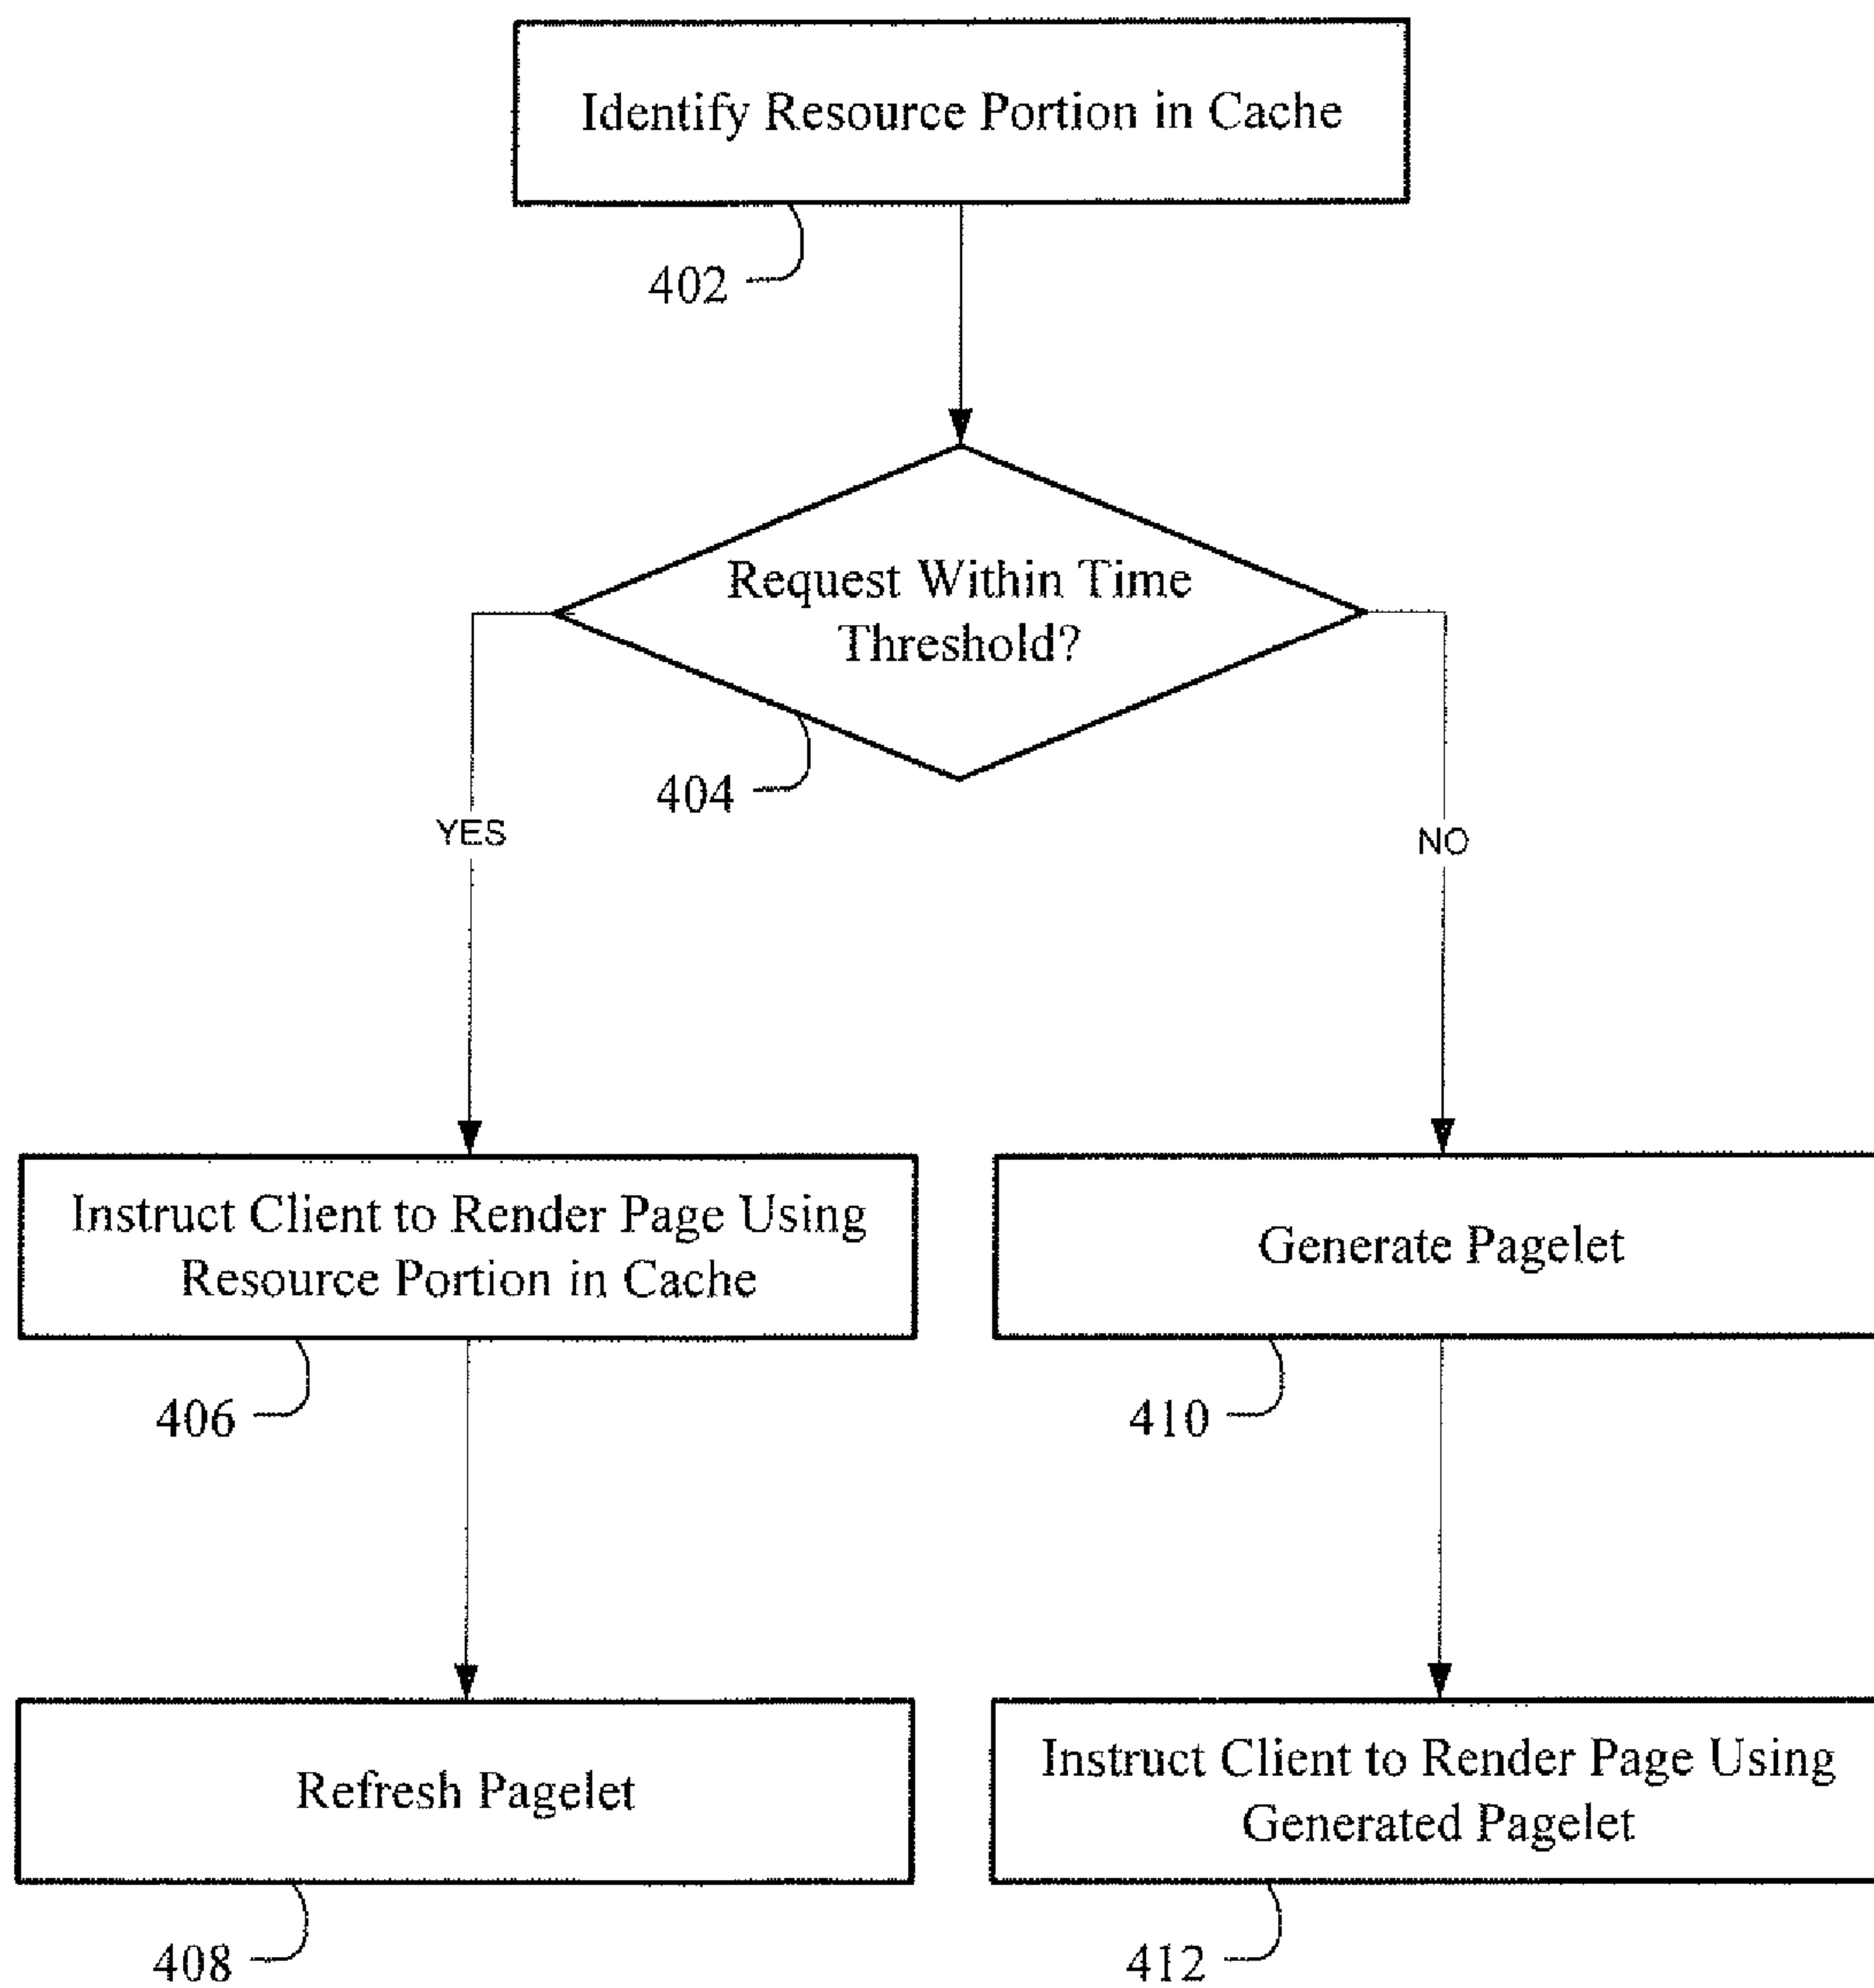 Identify Resource Portion in Cache
402
Request Within Time
Threshold?
404
YES
NO
Instruct Client to Render Page Using
Resource Portion in Cache
406
Generate Pagelet
410
Refresh Pagelet
408
Instruct Client to Render Page Using
Generated Pagelet
412